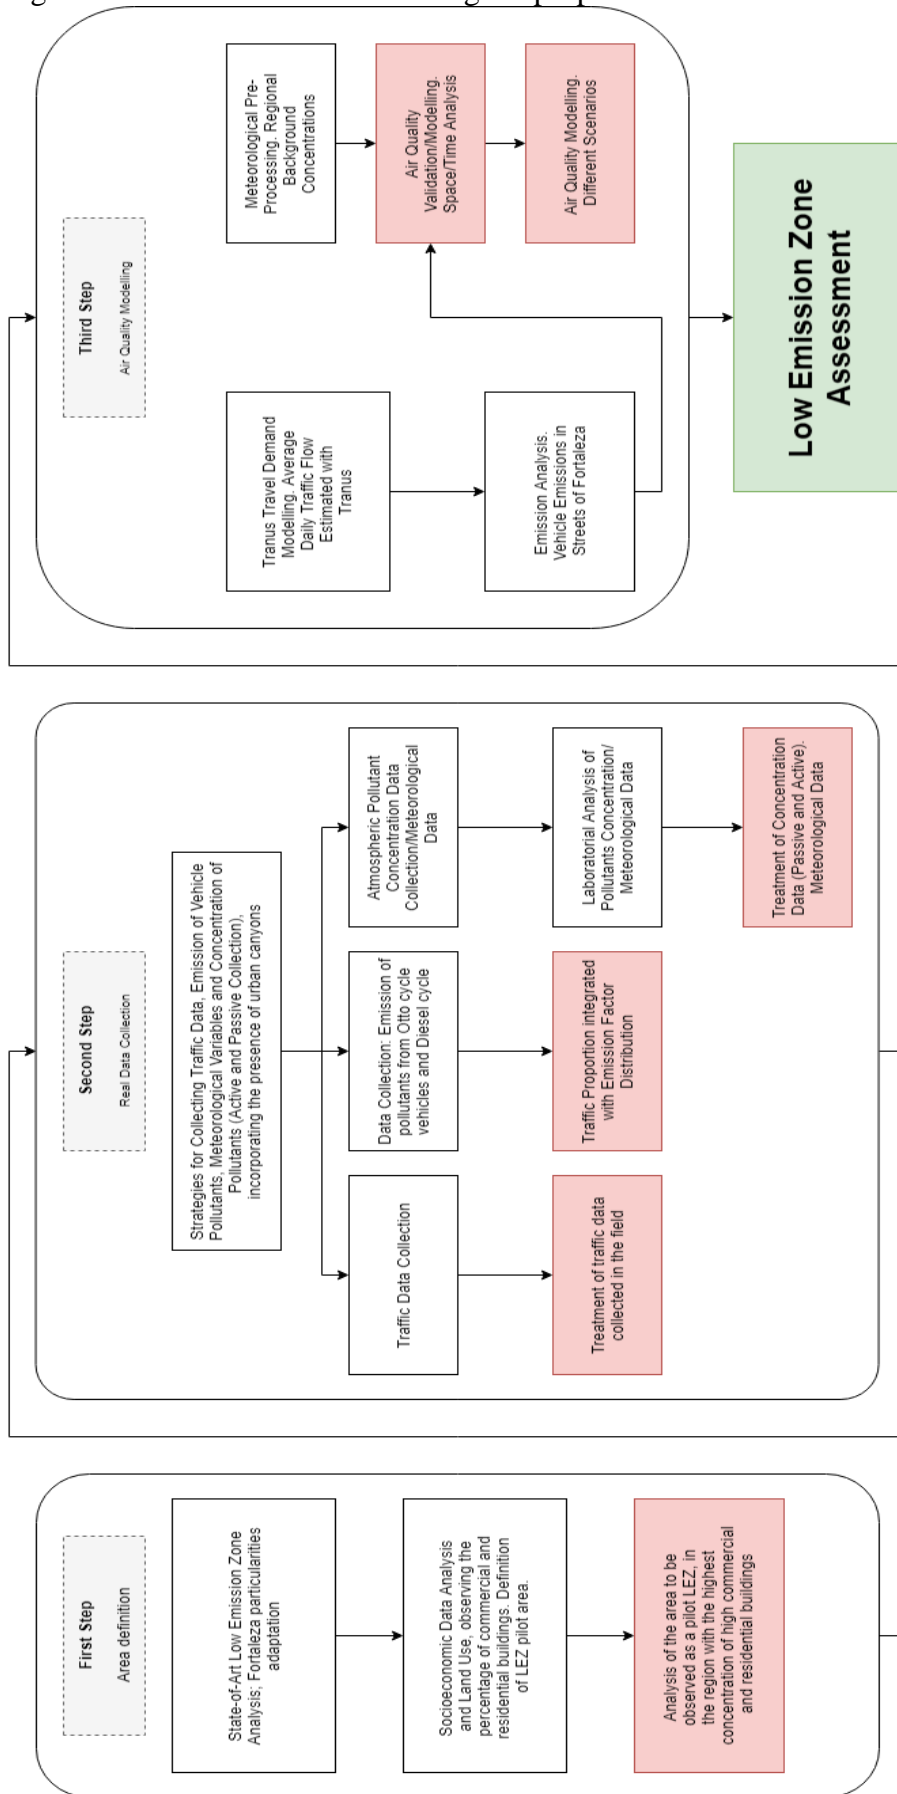 First Step
Area definition
State-of-Art Low Emission Zone
Analysis; Fortaleza particularities
adaptation
Socioeconomic Data Analysis
and Land Use, observing the
percentage of commercial and
residential buildings. Definition
of LEZ pilot area.
Analysis of the area to be
observed as a pilot LEZ, in
the region with the highest
concentration of high commercial
and residential buildings
Second Step
Real Data Collection
Strategies for Collecting Traffic Data, Emission of Vehicle
Pollutants, Meteorological Variables and Concentration of
Pollutants (Active and Passive Collection),
incorporating the presence of urban canyons
Traffic Data Collection
Treatment of traffic data
collected in the field
Data Collection: Emission of
pollutants from Otto cycle
vehicles and Diesel cycle
Traffic Proportion integrated
with Emission Factor
Distribution
Atmospheric Pollutant
Concentration Data
Collection/Meteorological
Data
Laboratorial Analysis of
Pollutants Concentration/
Meteorological Data
Treatment of Concentration
Data (Passive and Active).
Meteorological Data
Third Step
Air Quality Modelling
Tranus Travel Demand
Modelling. Average
Daily Traffic Flow
Estimated with
Tranus
Emission Analysis.
Vehicle Emissions in
Streets of Fortaleza
Meteorological Pre-
Processing. Regional
Background
Concentrations
Air Quality
Validation/Modelling.
Space/Time Analysis
Air Quality Modelling.
Different Scenarios
Low Emission Zone
Assessment